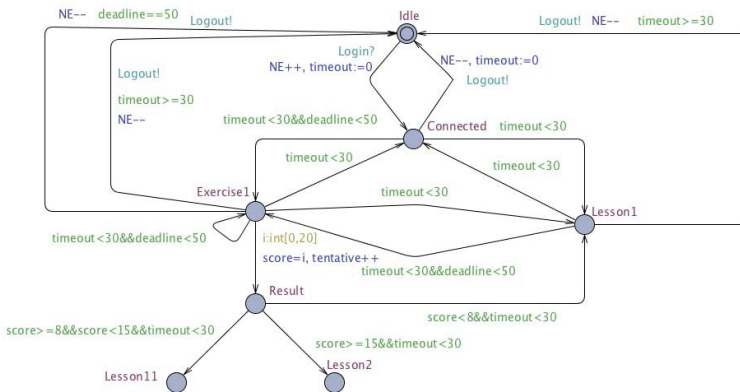 Idle
NE-- deadline==50
Logout!
Logout! NE-- timeout>=30
Login?
NE++, timeout:=0
NE--, timeout:=0
Logout!
Logout!
timeout>=30
NE--
timeout<30&&deadline<50
Connected
timeout<30
timeout<30
timeout<30
Exercise1
timeout<30
Lesson1
timeout<30&&deadline<50
i:int[0,20]
score=i, tentative++
timeout<30&&deadline<50
Result
score<8&&timeout<30
score>=8&&score<15&&timeout<30
score>=15&&timeout<30
Lesson11
Lesson2